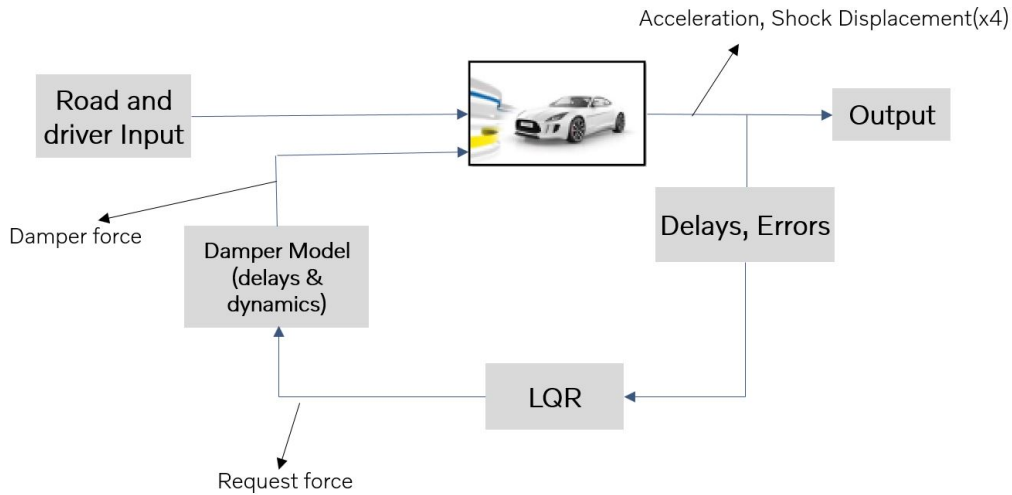 Acceleration, Shock Displacement(x4)
Road and
driver Input
Output
Delays, Errors
Damper force
Damper Model
(delays &
dynamics)
LQR
Request force